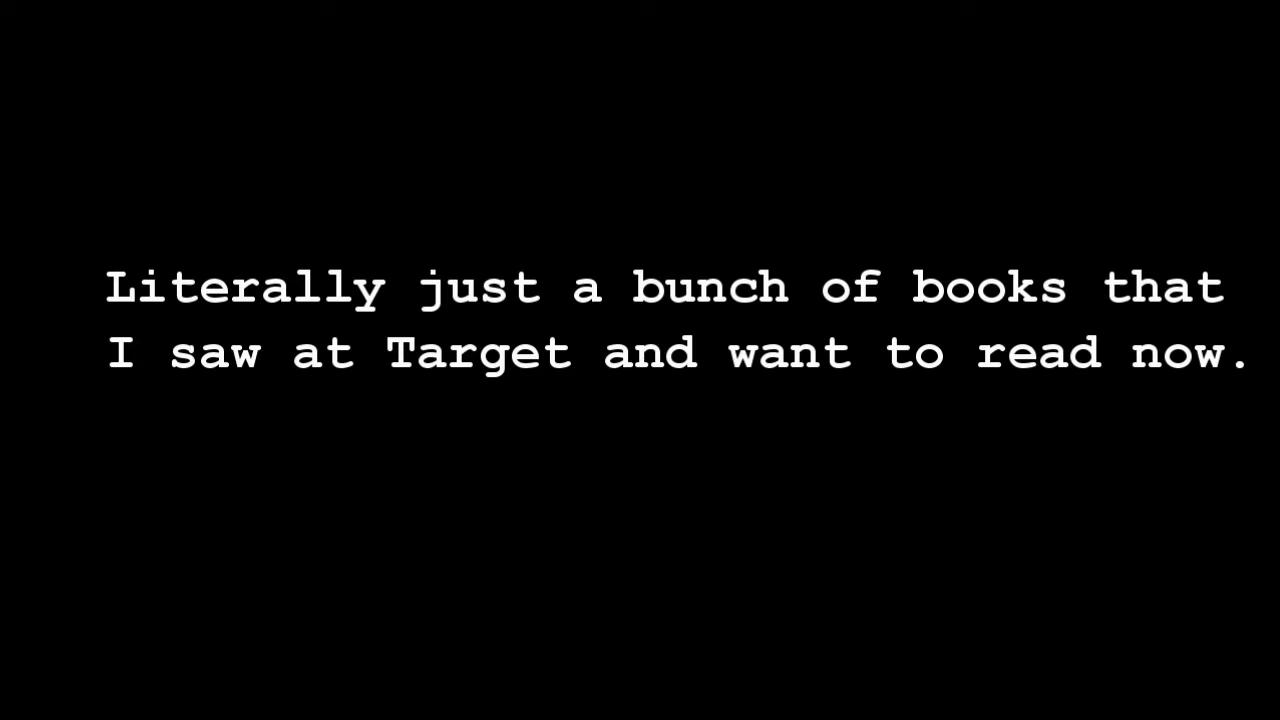 Literally just a bunch of books that
I saw at Target and want to read now.